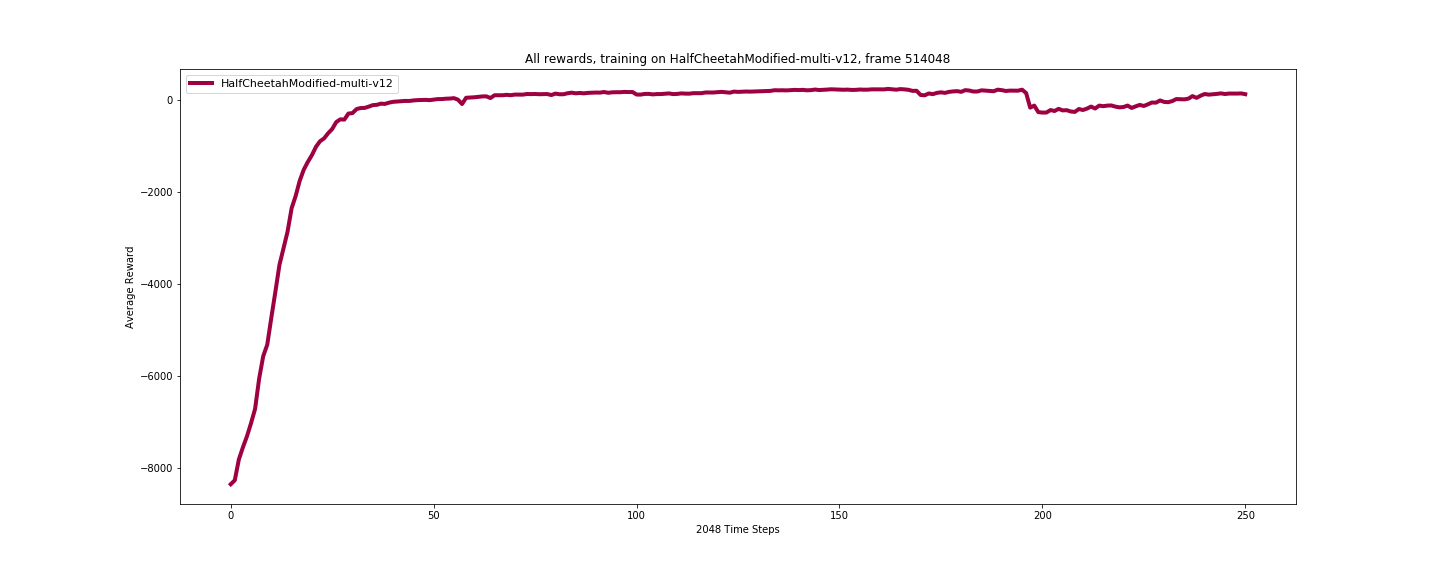 All rewards, training on HalfCheetahModified-multi-v12, frame 514048
HalfCheetahModified-multi-v12
0
−2000
−4000
−6000
−8000
Average Reward
0 50 100 150 200 250
2048 Time Steps